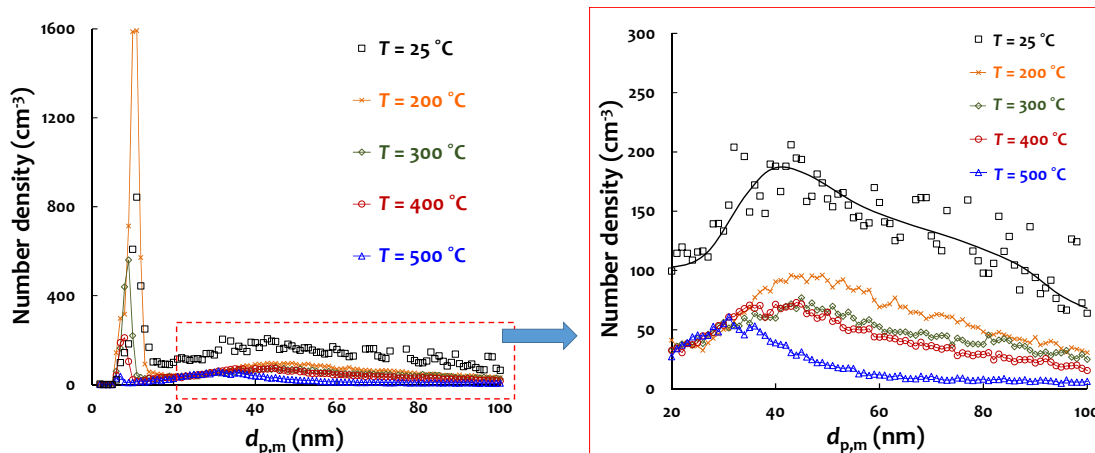 1600
1200
800
400
0
0
20
40
60
80
100
Number density (cm-3)
dp,m (nm)
T = 25 °C
T = 200 °C
T = 300 °C
T = 400 °C
T = 500 °C
300
250
200
150
100
50
0
20
40
60
80
100
Number density (cm-3)
dp,m (nm)
T = 25 °C
T = 200 °C
T = 300 °C
T = 400 °C
T = 500 °C